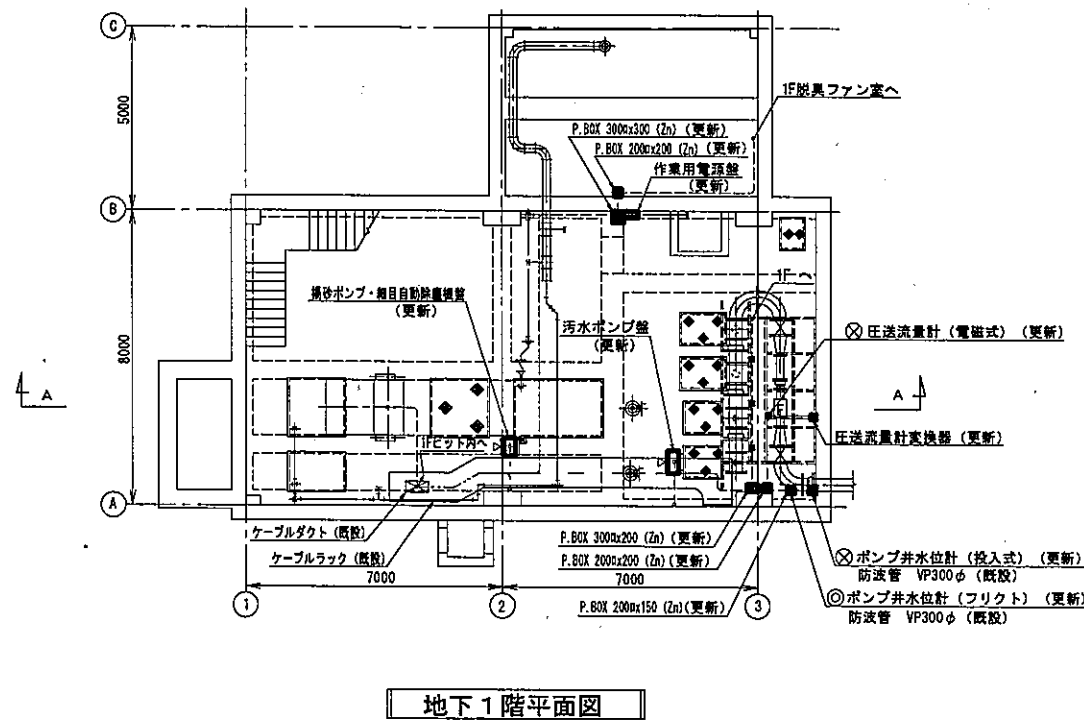 C
5000
1F脱臭ファン室へ
P.BOX 300□x300 (Zn) (更新)
P.BOX 200□x200 (Zn) (更新)
作業用電源盤
(更新)
B
1F へ
揚砂ポンプ・細目自動除塵機盤
(更新)
汚水ポンプ盤
(更新)
圧送流量計 (電磁式) (更新)
8000
A
A
F
圧送流量計変換器 (更新)
1Fピット内へ
A
ケーブルダクト (既設)
P.BOX 300□x200 (Zn) (更新)
ケーブルラック (既設)
P.BOX 200□x200 (Zn) (更新)
ポンプ井水位計 (投入式) (更新)
防波管 VP300φ (既設)
7000
7000
1
2
3
P.BOX 200□x150 (Zn) (更新)
ポンプ井水位計 (フリクト) (更新)
防波管 VP300φ (既設)
地下1階平面図